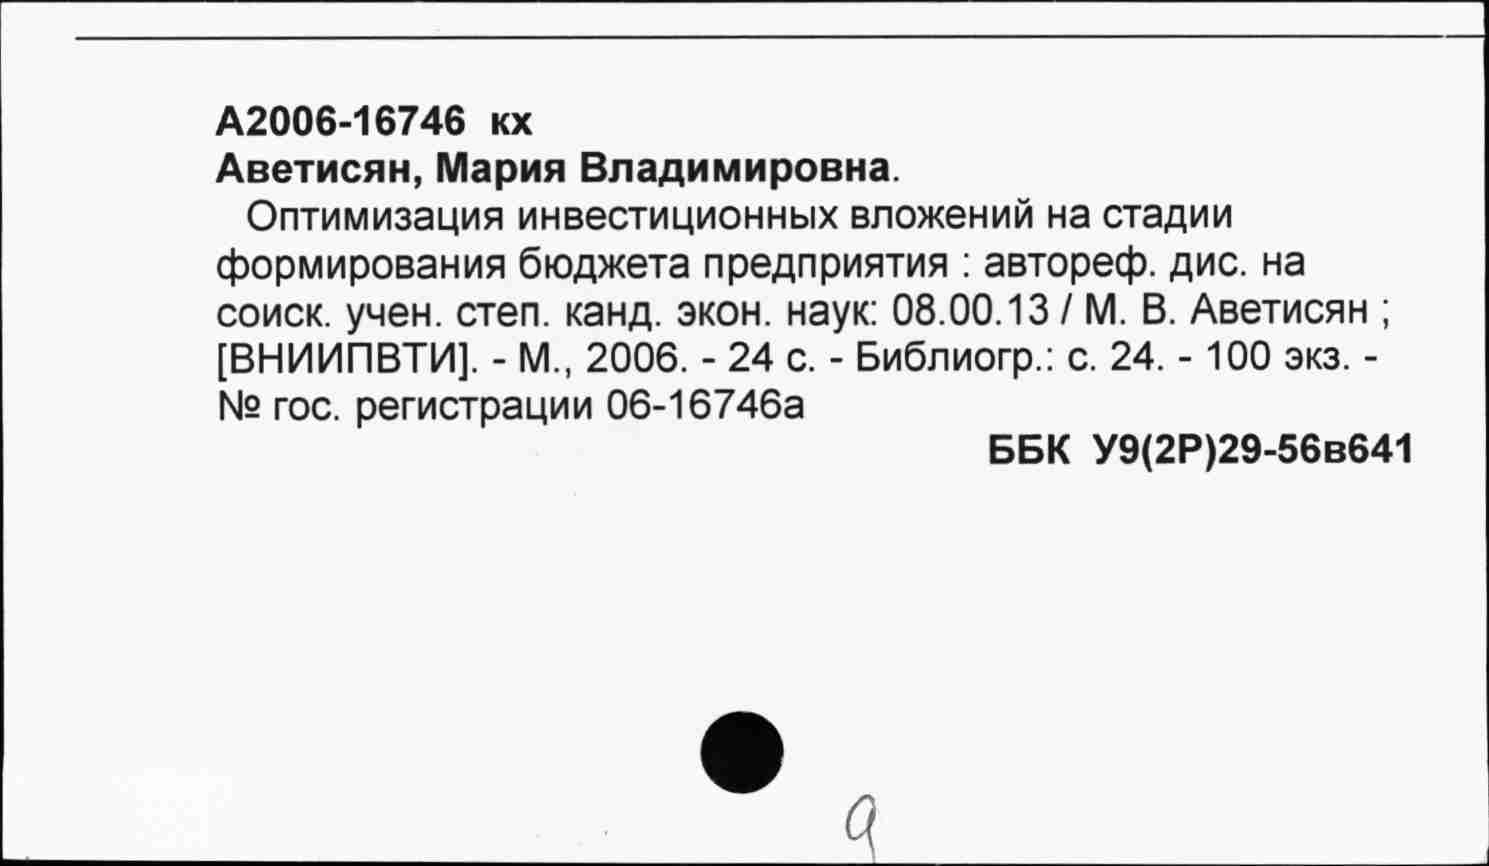 А2006-16746 кх
Аветисян, Мария Владимировна.
Оптимизация инвестиционных вложений на стадии
формирования бюджета предприятия : автореф. дис. на
соиск. учен. степ. канд. экон. наук: 08.00.13 / М. В. Аветисян ;
[ВНИИПВТИ]. - М., 2006. - 24 с. - Библиогр.: с. 24. - 100 экз. -
№ гос. регистрации 06-16746а
ББК У9(2Р)29-56в641
9